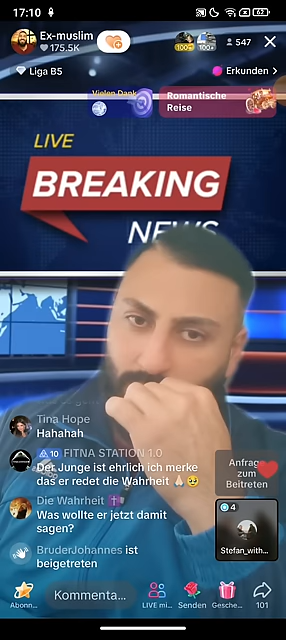 17:10
62
Ex-muslim
175.5K
100+
100+
547
Liga B5
Erkunden
Vielen Dank
Romantische
Reise
LIVE
BREAKING
NEWS
Tina Hope
Hahahah
10 FITNA STATION 1.0
Der Junge ist ehrlich ich merke
das er redet die Wahrheit 🙏🏻🥹
Die Wahrheit
Was wollte er jetzt damit
sagen?
BruderJohannes ist
beigetreten
Anfrage
zum
Beitreten
4
Stefan_with...
Kommenta...
Abonn...
LIVE mi...
Senden
Gesche...
101